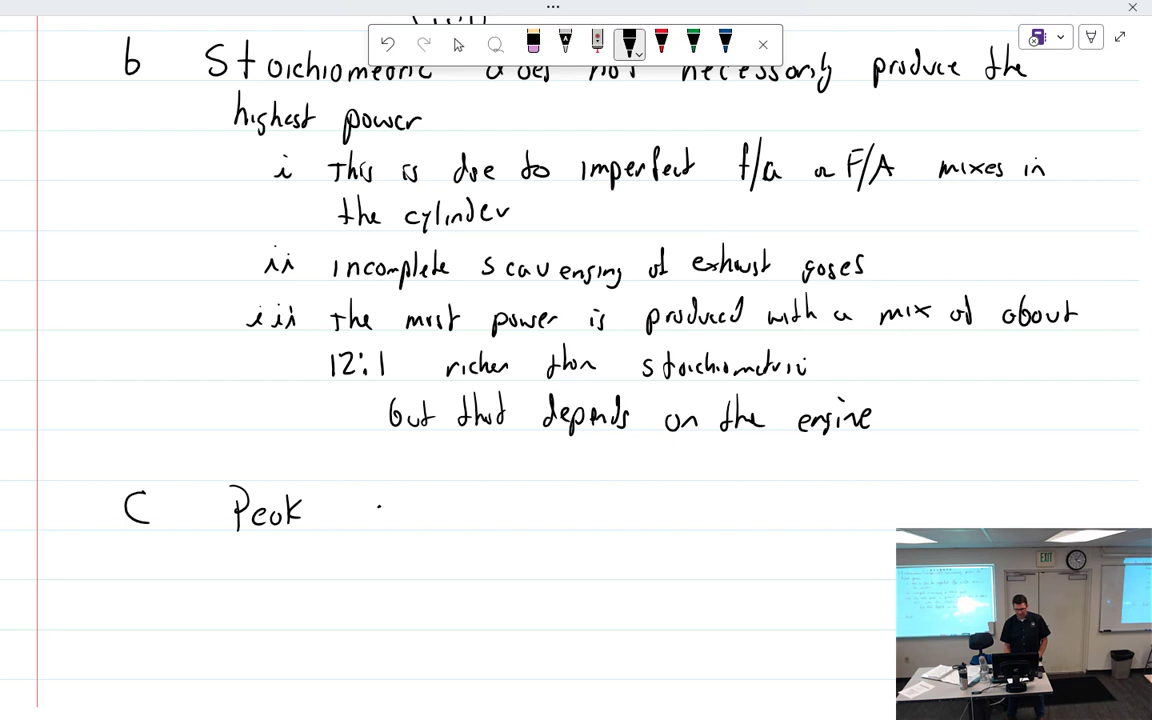 b Stoichiometric does not necessarily produce the
highest power
i This is due to imperfect f/a or F/A mixes in
the cylinder
ii incomplete scavenging of exhaust gases
iii the most power is produced with a mix of about
12:1 richer than stoichiometric
but that depends on the engine
C Peak
EXIT